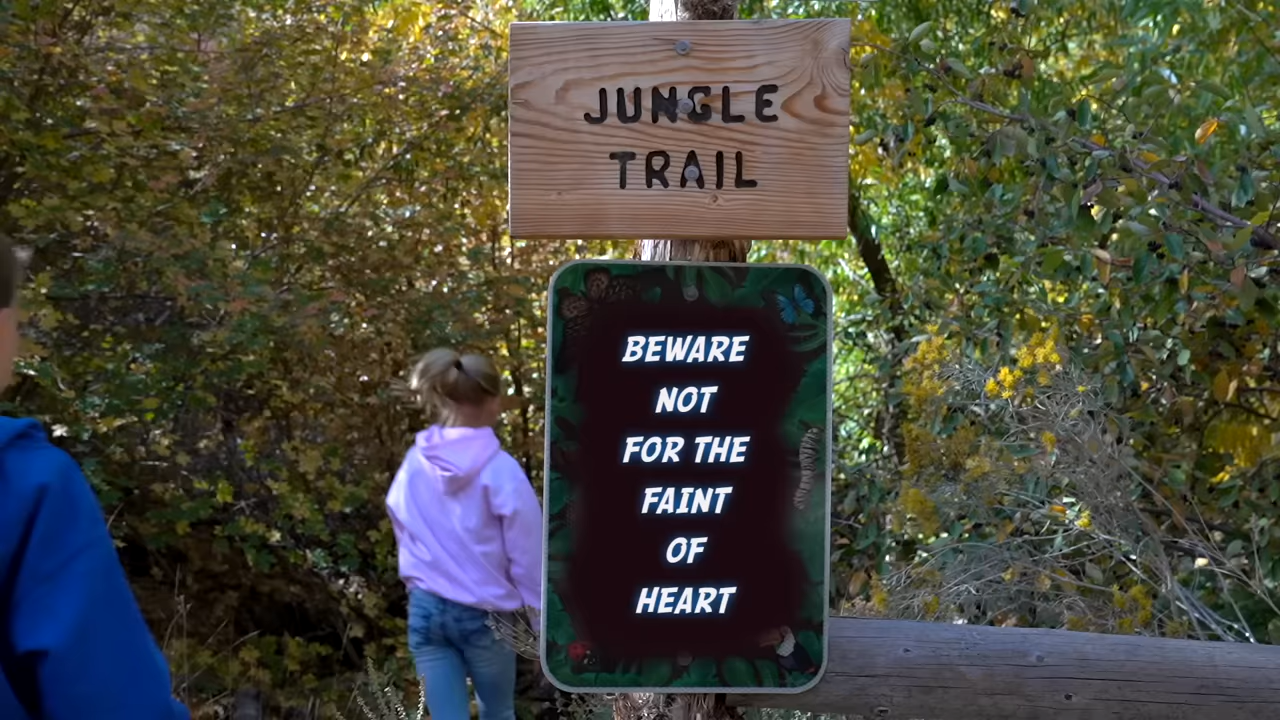 JUNGLE
TRAIL
BEWARE
NOT
FOR THE
FAINT
OF
HEART